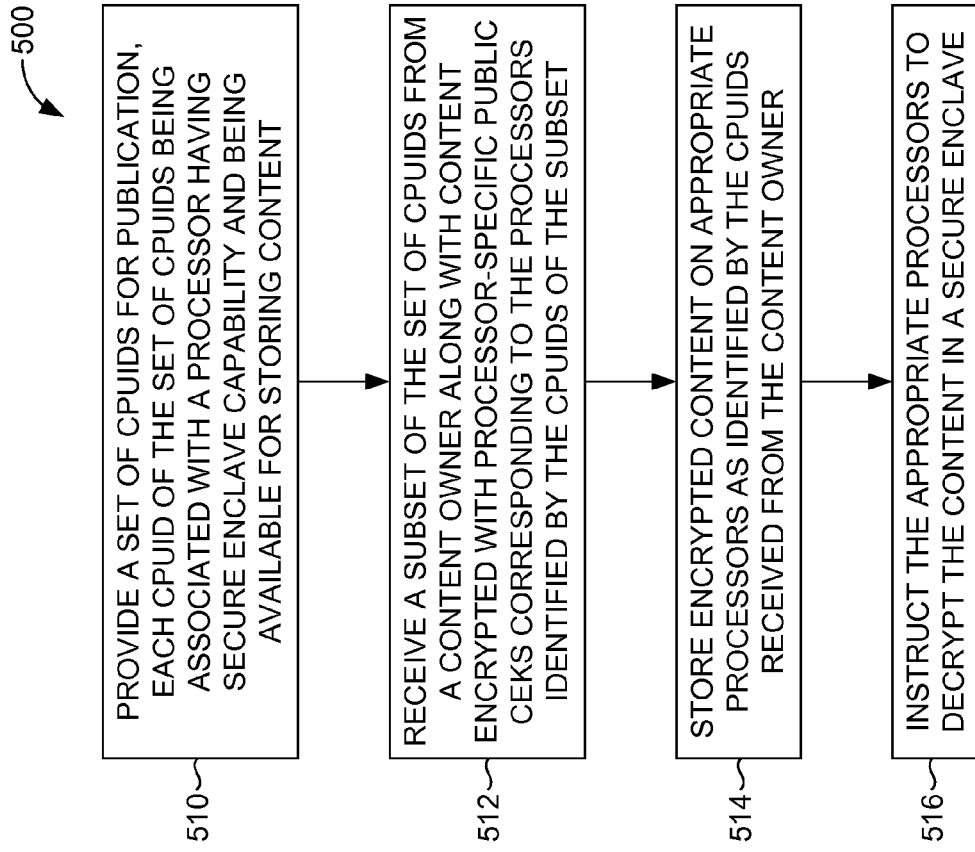 500
510
PROVIDE A SET OF CPUIDS FOR PUBLICATION,
EACH CPUID OF THE SET OF CPUIDS BEING
ASSOCIATED WITH A PROCESSOR HAVING
SECURE ENCLAVE CAPABILITY AND BEING
AVAILABLE FOR STORING CONTENT
512
RECEIVE A SUBSET OF THE SET OF CPUIDS FROM
A CONTENT OWNER ALONG WITH CONTENT
ENCRYPTED WITH PROCESSOR-SPECIFIC PUBLIC
CEKS CORRESPONDING TO THE PROCESSORS
IDENTIFIED BY THE CPUIDS OF THE SUBSET
514
STORE ENCRYPTED CONTENT ON APPROPRIATE
PROCESSORS AS IDENTIFIED BY THE CPUIDS
RECEIVED FROM THE CONTENT OWNER
516
INSTRUCT THE APPROPRIATE PROCESSORS TO
DECRYPT THE CONTENT IN A SECURE ENCLAVE